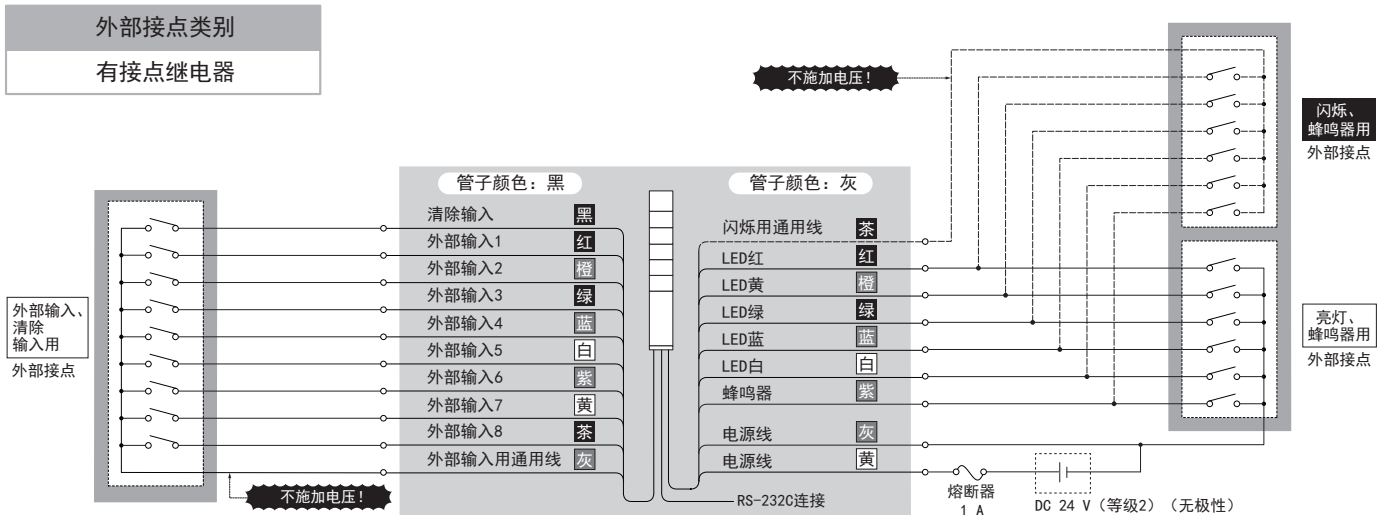 外部接点类别
有接点继电器
不施加电压！
闪烁、
蜂鸣器用
外部接点
管子颜色：黑
管子颜色：灰
清除输入 黑
外部输入1 红
外部输入2 橙
外部输入3 绿
外部输入4 蓝
外部输入5 白
外部输入6 紫
外部输入7 黄
外部输入8 茶
外部输入用通用线 灰
闪烁用通用线 茶
LED红 红
LED黄 橙
LED绿 绿
LED蓝 蓝
LED白 白
蜂鸣器 紫
电源线 灰
电源线 黄
外部输入、
清除
输入用
外部接点
亮灯、
蜂鸣器用
外部接点
不施加电压！
RS-232C连接
熔断器
1 A
DC 24 V（等级2）（无极性）